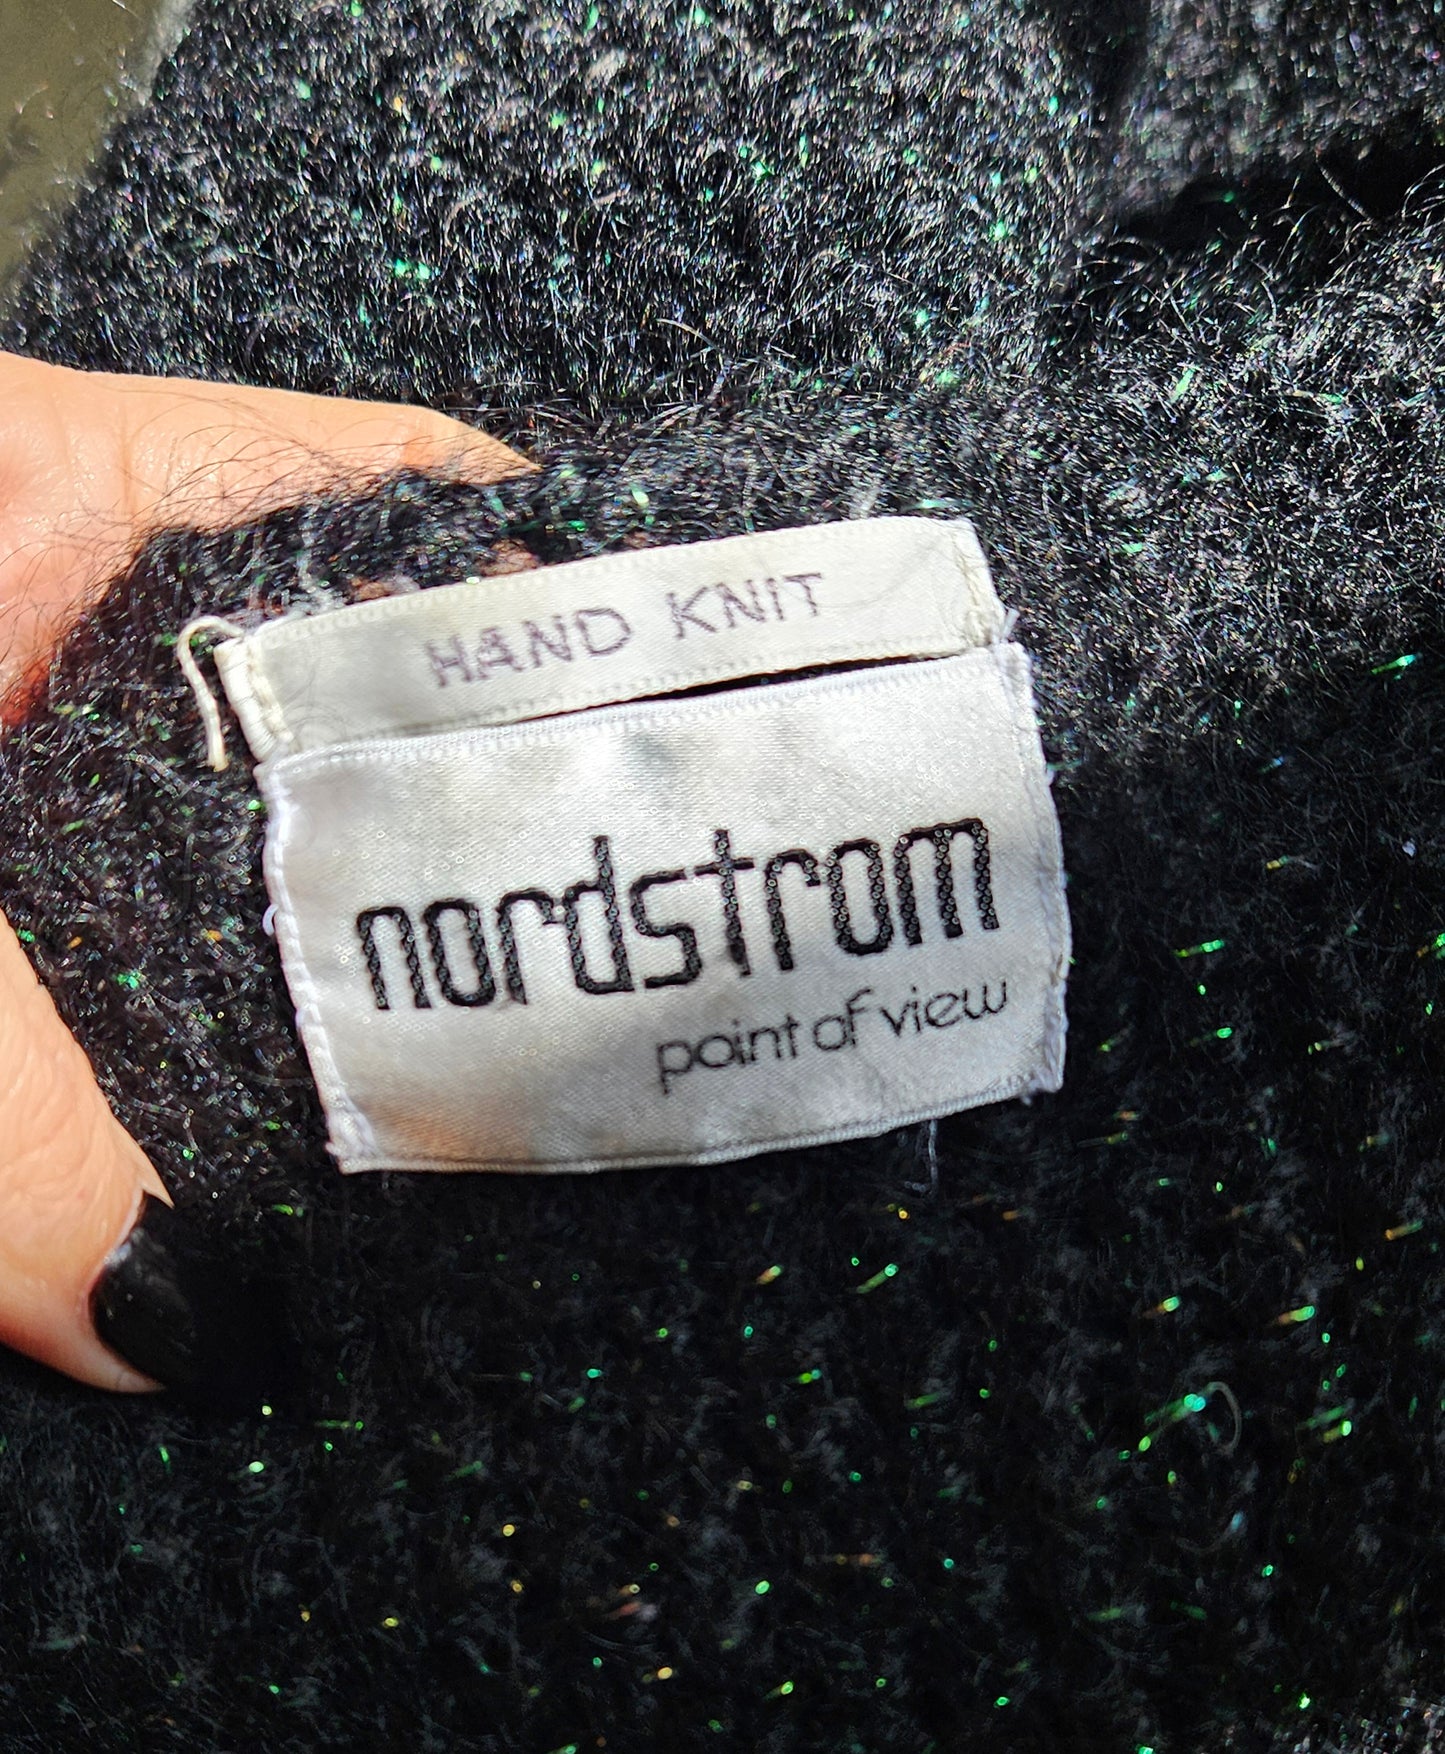 HAND KNIT
nordstrom
point of view